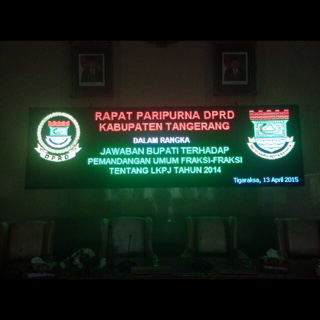 RAPAT PARIPURNA DPRD
KABUPATEN TANGERANG
DALAM RANGKA
JAWABAN BUPATI TERHADAP
PEMANDANGAN UMUM FRAKSI-FRAKSI
TENTANG LKPJ TAHUN 2014
DPRD
Tigaraksa, 13 April 2015